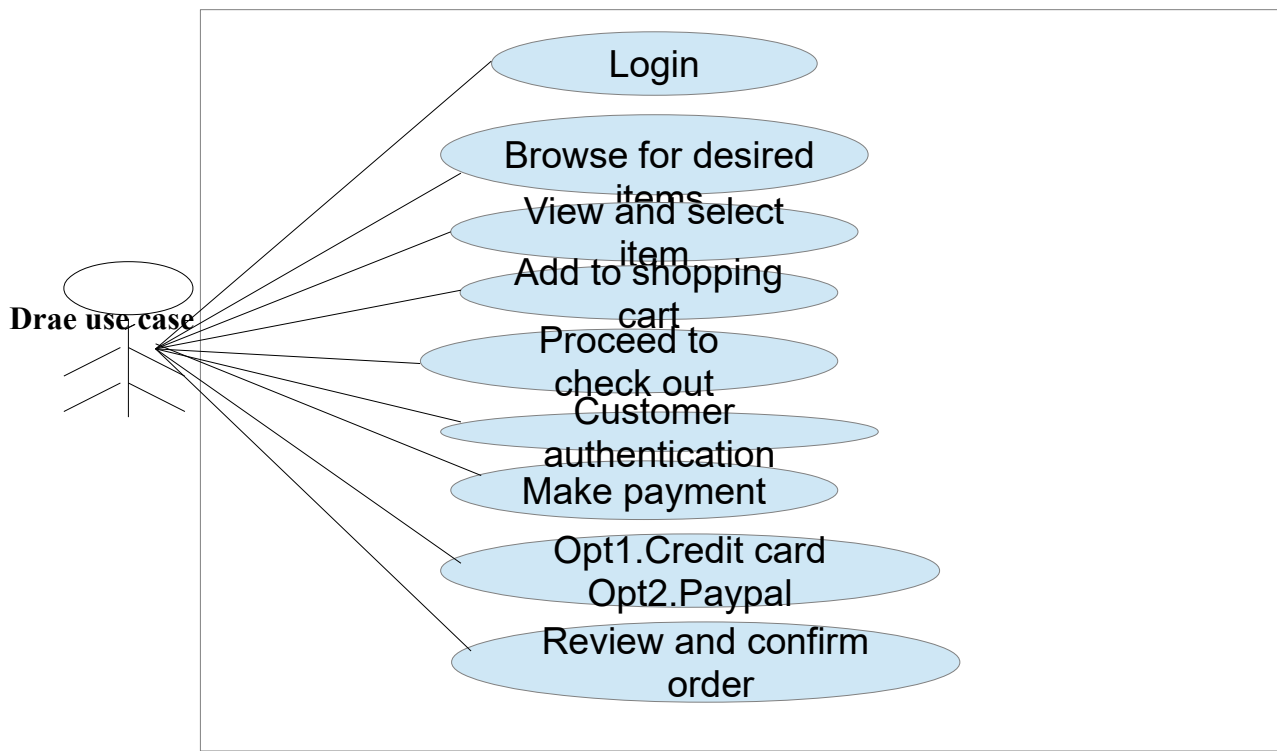 Login
Browse for desired
items
View and select
item
Add to shopping
cart
Drae use case
Proceed to
check out
Customer
authentication
Make payment
Opt1.Credit card
Opt2.Paypal
Review and confirm
order